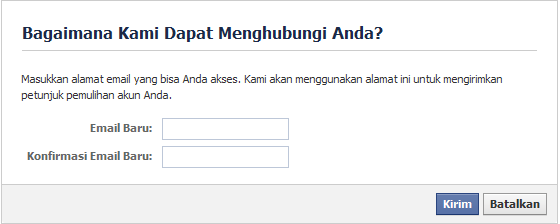 Bagaimana Kami Dapat Menghubungi Anda?
Masukkan alamat email yang bisa Anda akses. Kami akan menggunakan alamat ini untuk mengirimkan
petunjuk pemulihan akun Anda.
Email Baru:
Konfirmasi Email Baru:
Kirim Batalkan